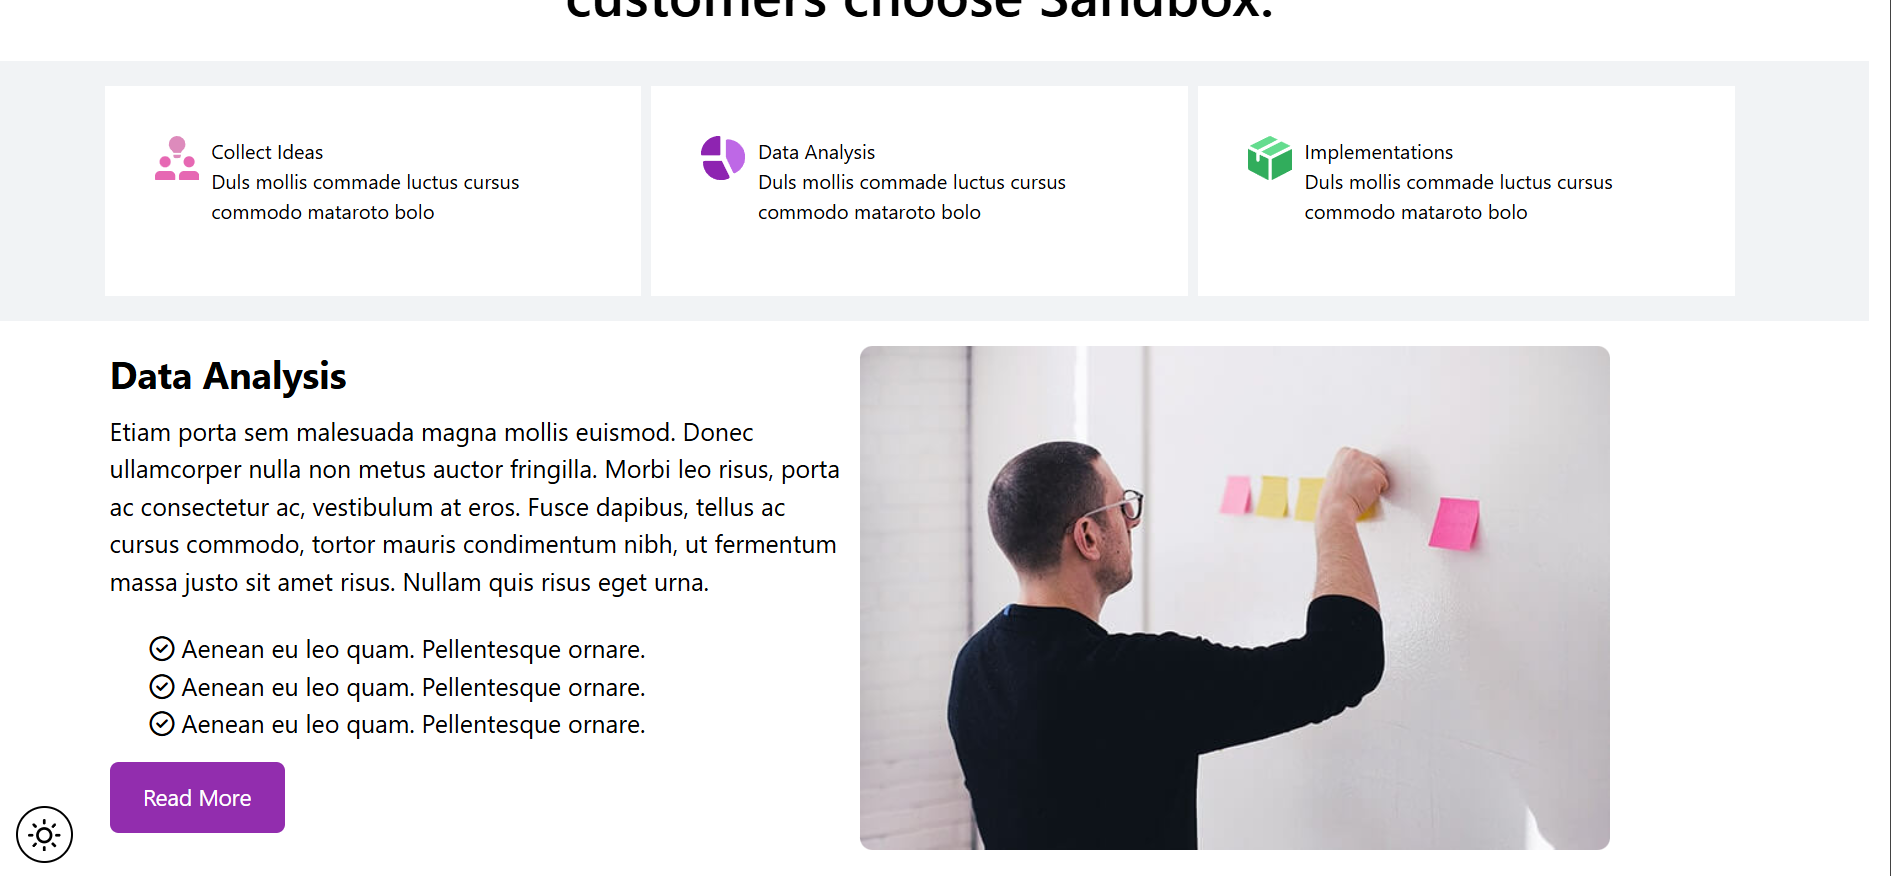 customers choose Sandbox.
Collect Ideas
Duls mollis commade luctus cursus
commodo mataroto bolo
Data Analysis
Duls mollis commade luctus cursus
commodo mataroto bolo
Implementations
Duls mollis commade luctus cursus
commodo mataroto bolo
Data Analysis
Etiam porta sem malesuada magna mollis euismod. Donec
ullamcorper nulla non metus auctor fringilla. Morbi leo risus, porta
ac consectetur ac, vestibulum at eros. Fusce dapibus, tellus ac
cursus commodo, tortor mauris condimentum nibh, ut fermentum
massa justo sit amet risus. Nullam quis risus eget urna.
Aenean eu leo quam. Pellentesque ornare.
Aenean eu leo quam. Pellentesque ornare.
Aenean eu leo quam. Pellentesque ornare.
Read More